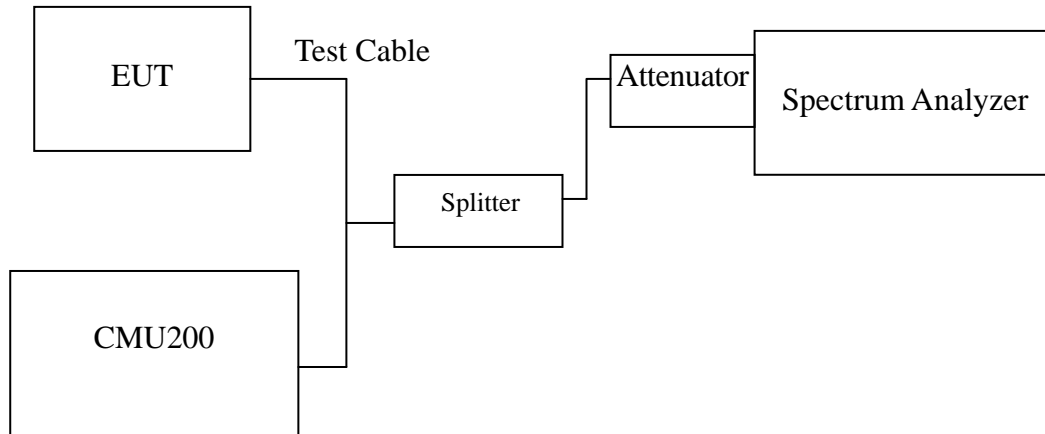 EUT
Test Cable
Attenuator
Spectrum Analyzer
Splitter
CMU200